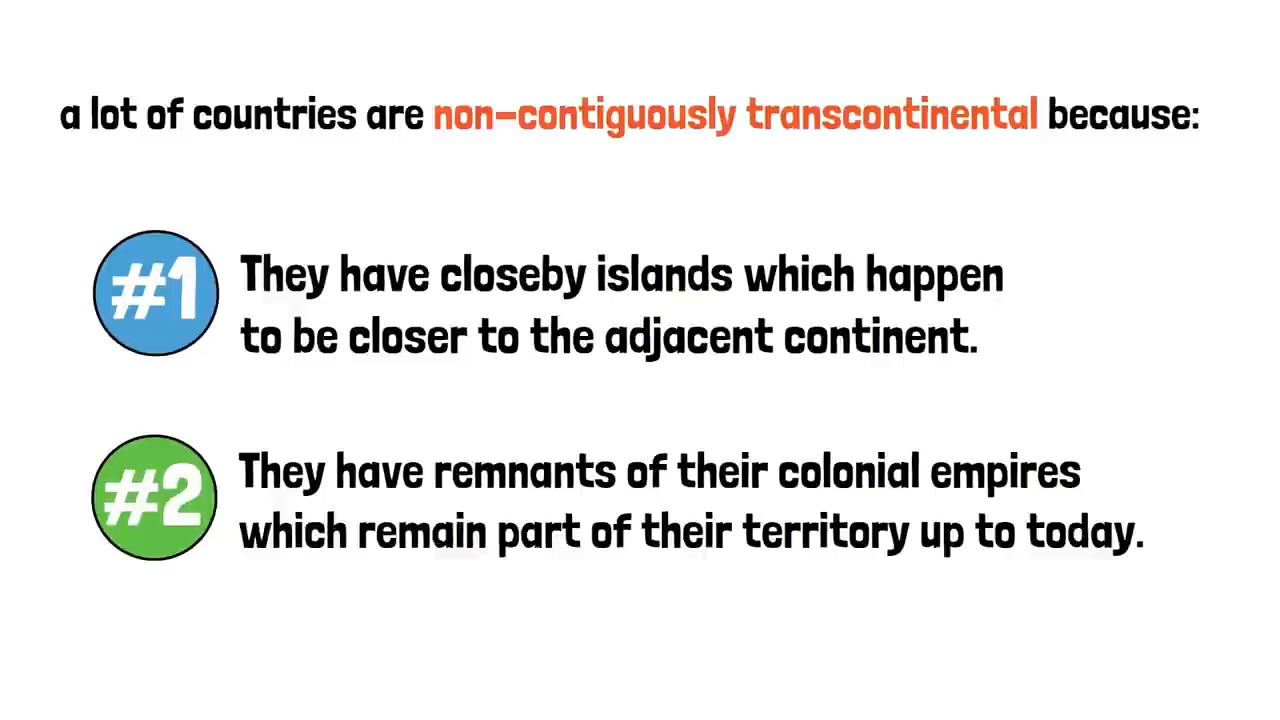 a lot of countries are non-contiguously transcontinental because:
#1
They have closeby islands which happen
to be closer to the adjacent continent.
#2
They have remnants of their colonial empires
which remain part of their territory up to today.